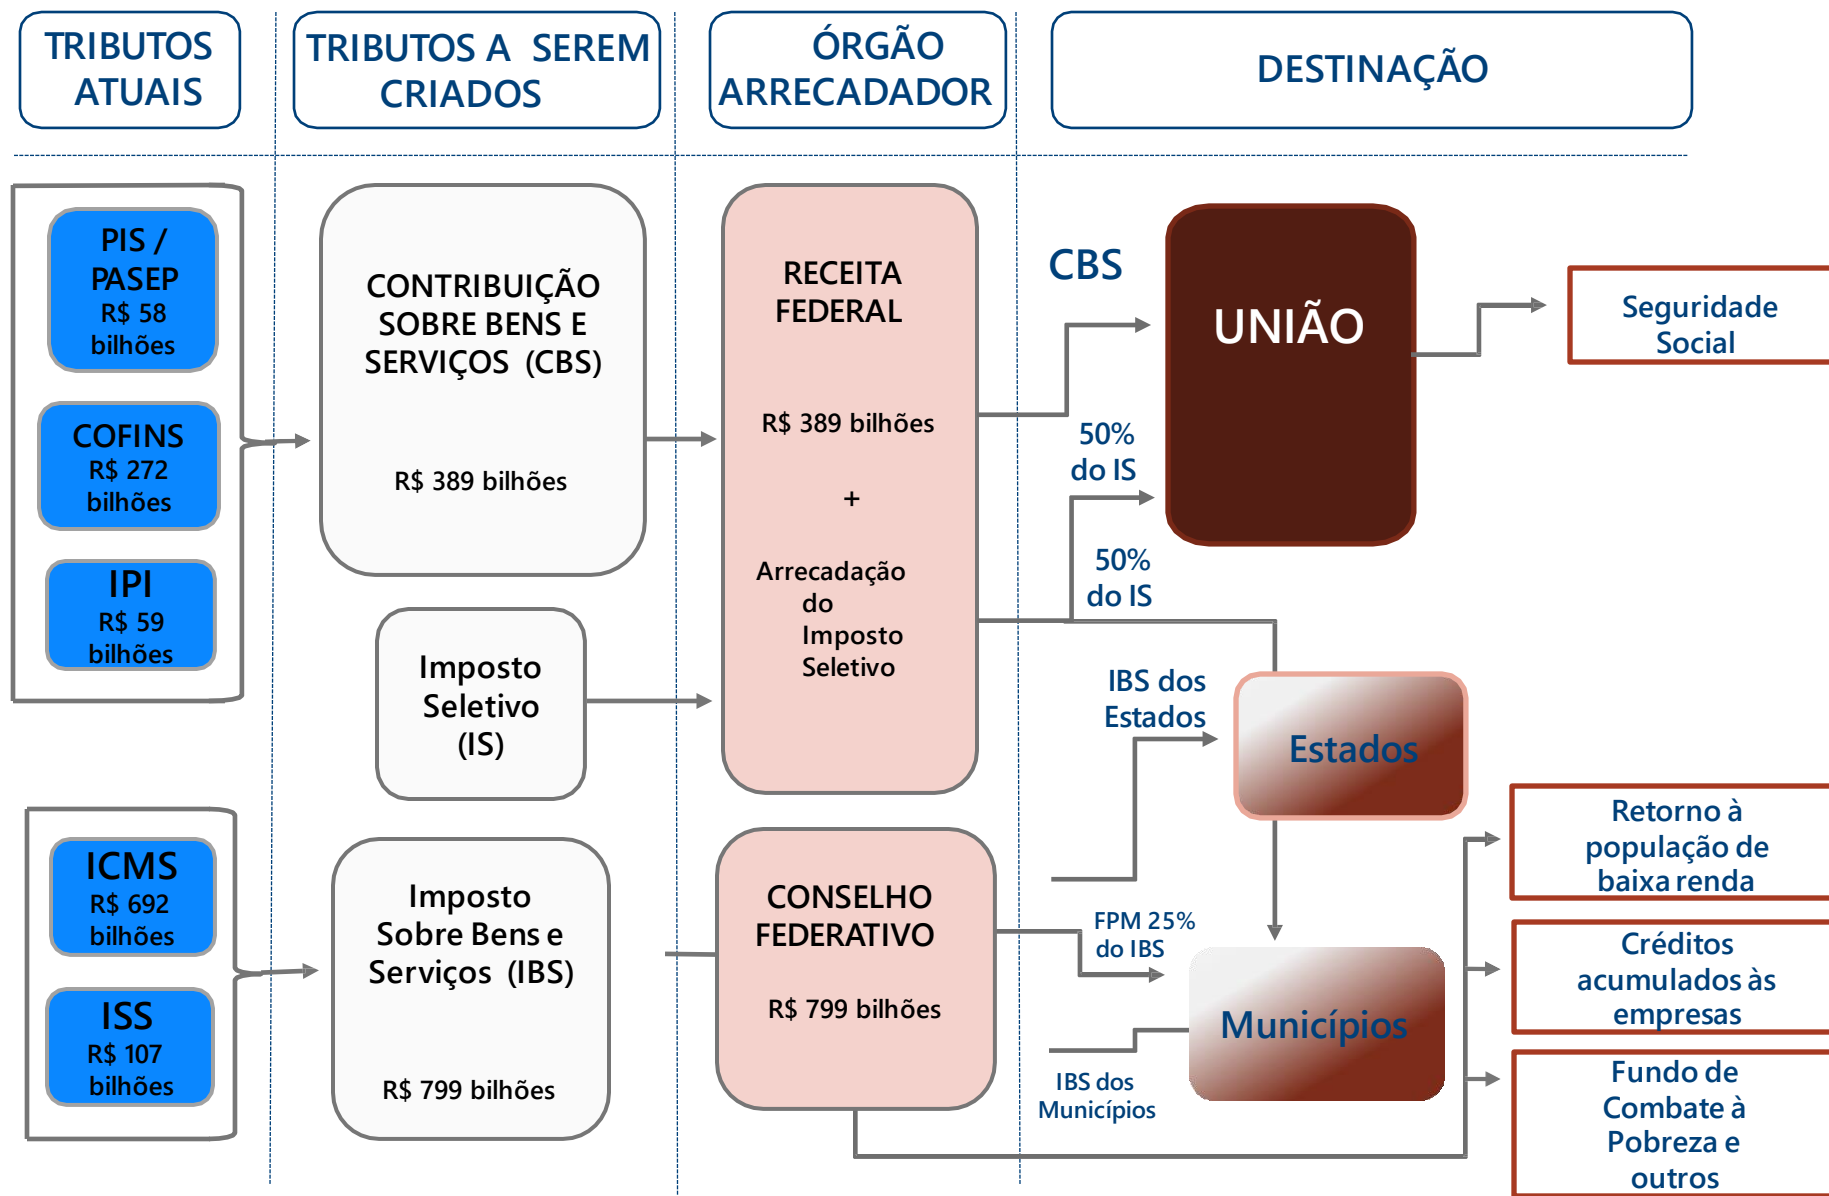 TRIBUTOS
ATUAIS
TRIBUTOS A SEREM
CRIADOS
ÓRGÃO
ARRECADADOR
DESTINAÇÃO
PIS /
PASEP
R$ 58
bilhões
COFINS
R$ 272
bilhões
IPI
R$ 59
bilhões
CONTRIBUIÇÃO
SOBRE BENS E
SERVIÇOS (CBS)
R$ 389 bilhões
Imposto
Seletivo
(IS)
RECEITA
FEDERAL
R$ 389 bilhões
+
Arrecadação
do
Imposto
Seletivo
CBS
50%
do IS
50%
do IS
UNIÃO
Seguridade
Social
ICMS
R$ 692
bilhões
ISS
R$ 107
bilhões
Imposto
Sobre Bens e
Serviços (IBS)
R$ 799 bilhões
CONSELHO
FEDERATIVO
R$ 799 bilhões
IBS dos
Estados
Estados
FPM 25%
do IBS
Municípios
IBS dos
Municípios
Retorno à
população de
baixa renda
Créditos
acumulados às
empresas
Fundo de
Combate à
Pobreza e
outros